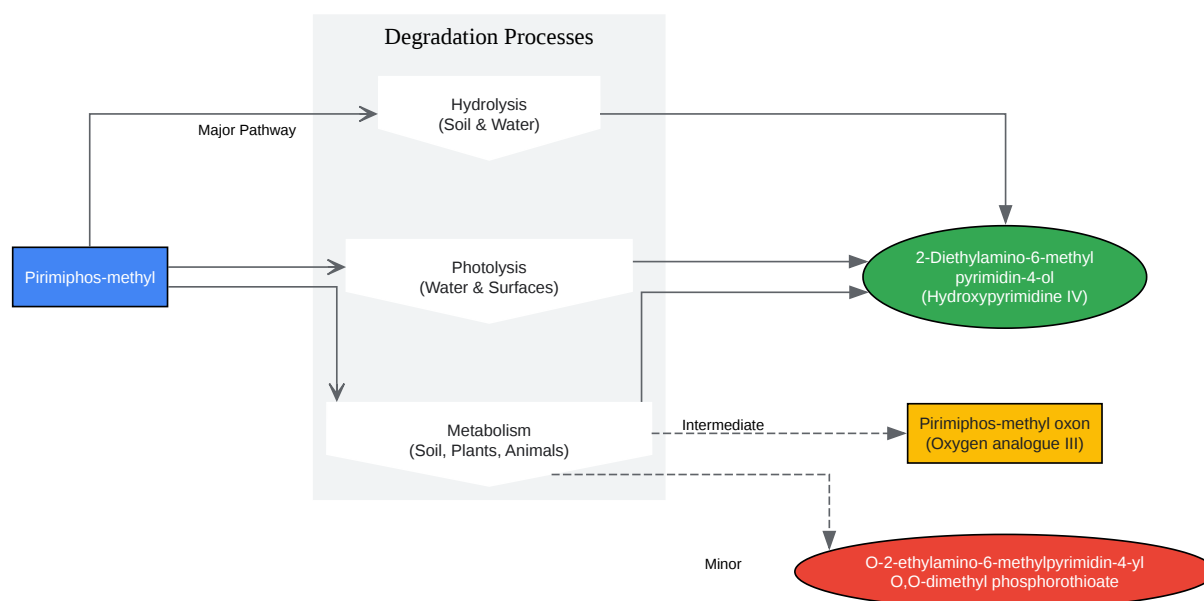 Degradation Processes
Hydrolysis
(Soil & Water)
Major Pathway
Pirimiphos-methyl
Photolysis
(Water & Surfaces)
2-Diethylamino-6-methyl
pyrimidin-4-ol
(Hydroxypyrimidine IV)
Metabolism
(Soil, Plants, Animals)
Intermediate
Pirimiphos-methyl oxon
(Oxygen analogue III)
Minor
O-2-ethylamino-6-methylpyrimidin-4-yl
O,O-dimethyl phosphorothioate